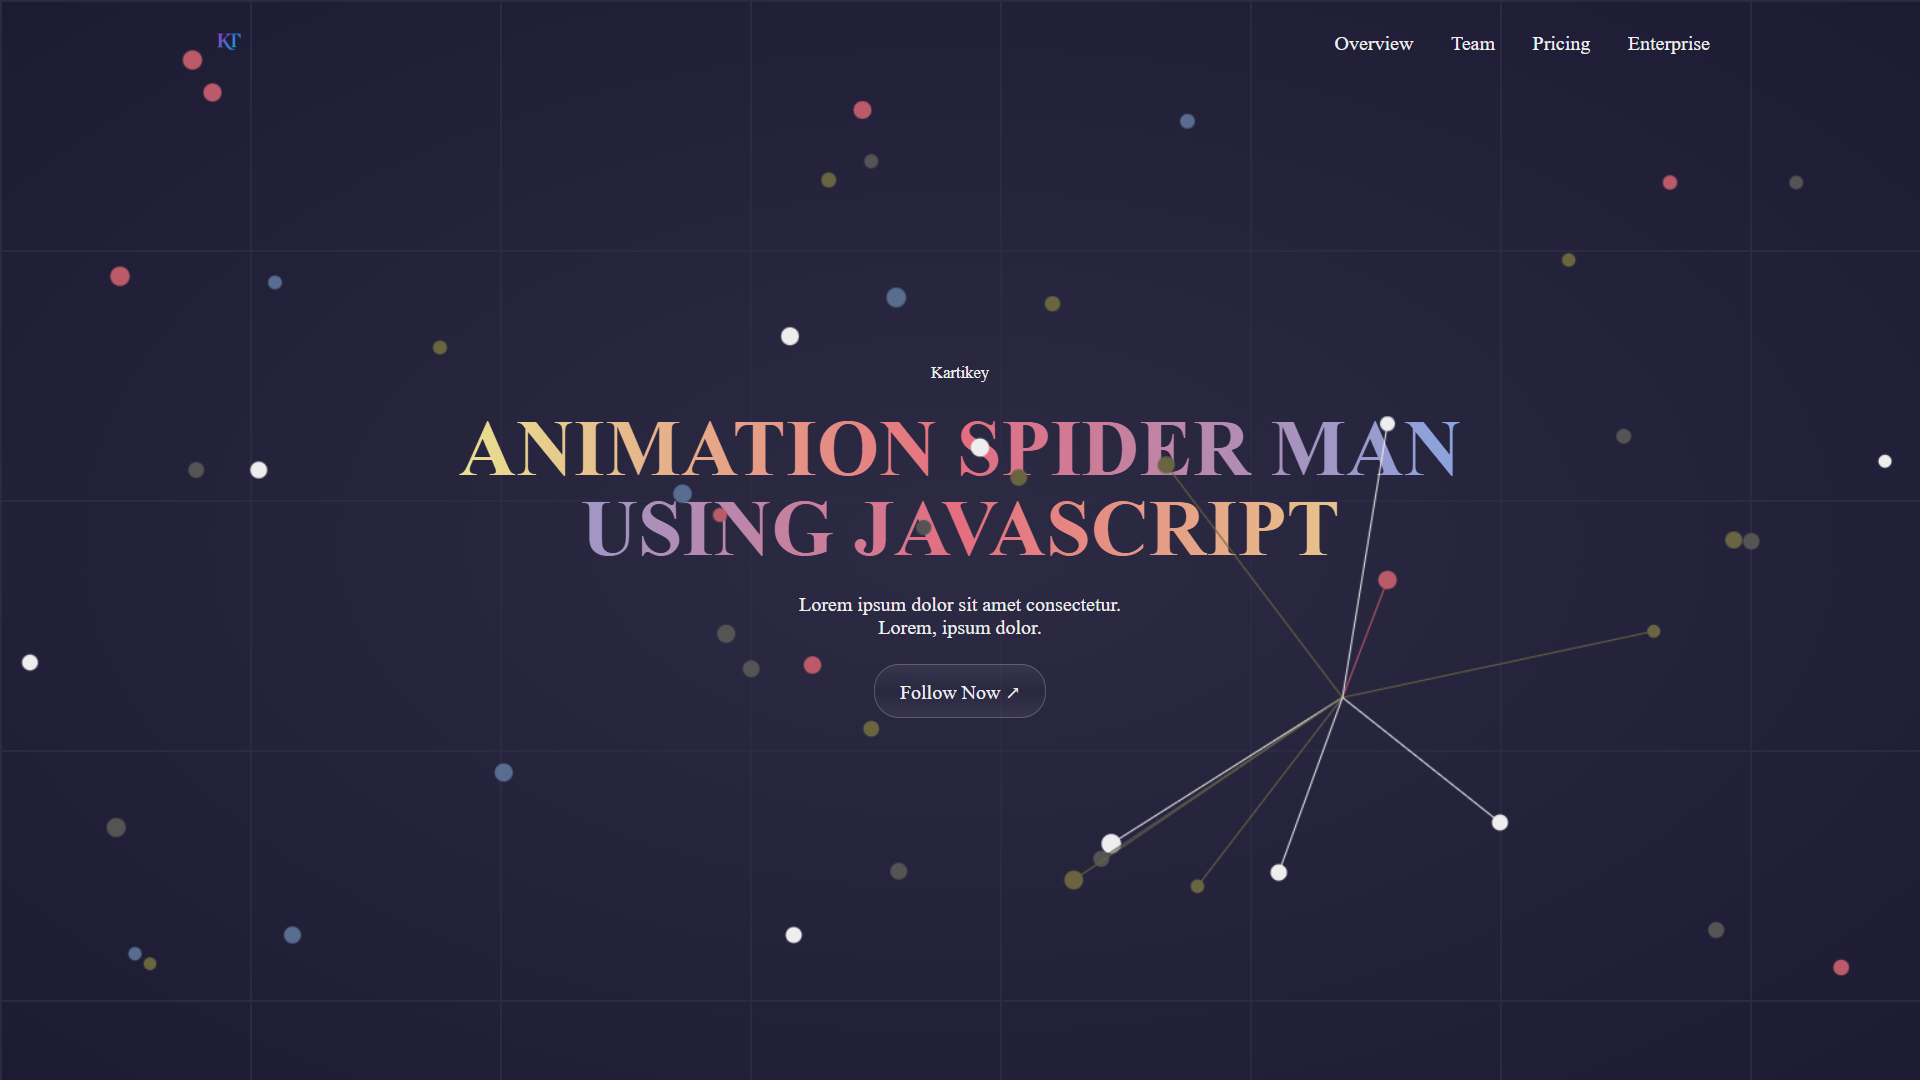 KT
Overview Team Pricing Enterprise
Kartikey
ANIMATION SPIDER MAN
USING JAVASCRIPT
Lorem ipsum dolor sit amet consectetur.
Lorem, ipsum dolor.
Follow Now ↗